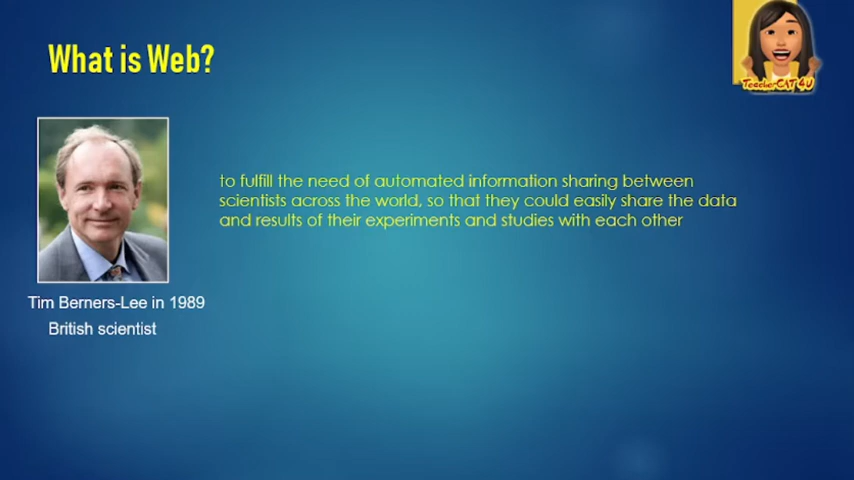 What is Web?
Teacher CAT 4U
to fulfill the need of automated information sharing between
scientists across the world, so that they could easily share the data
and results of their experiments and studies with each other
Tim Berners-Lee in 1989
British scientist